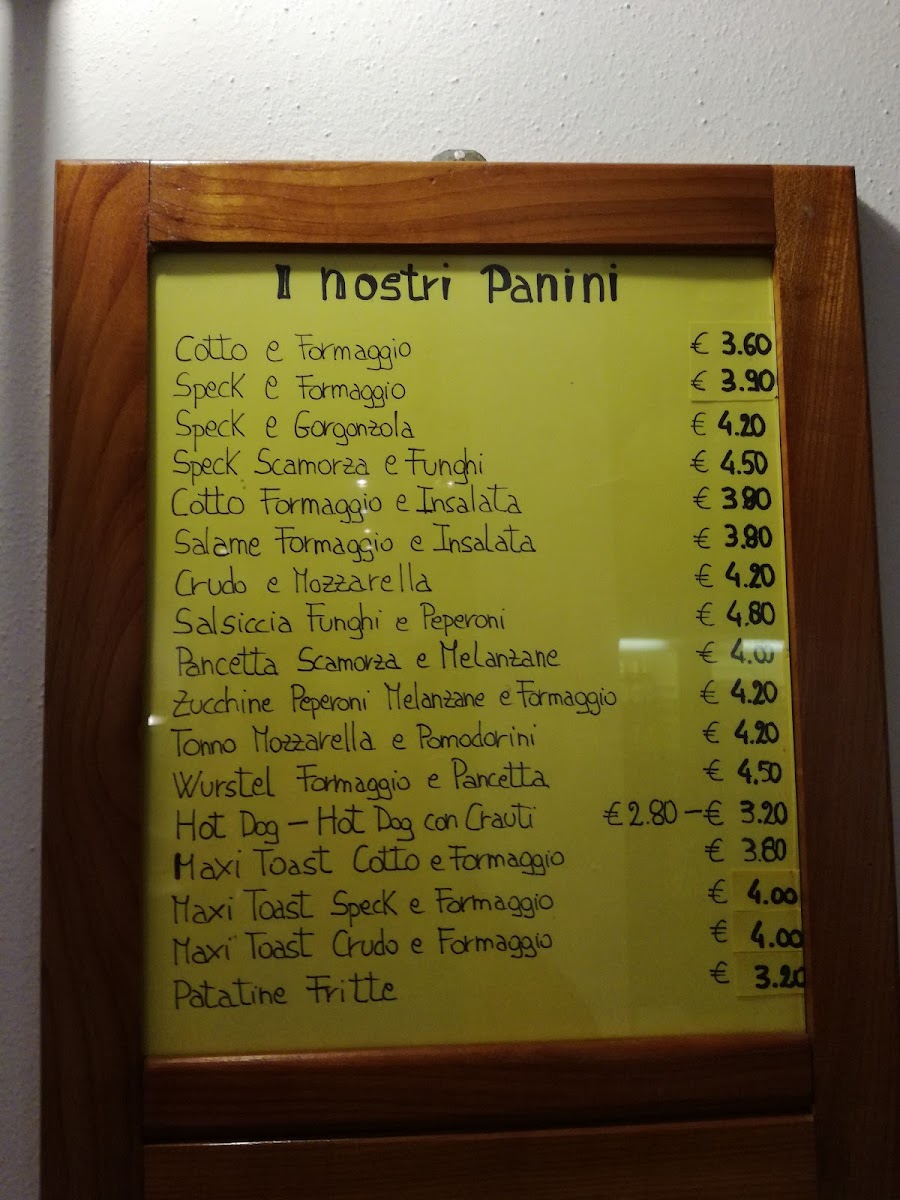 I nostri Panini
Cotto e Formaggio € 3.60
Speck e Formaggio € 3.90
Speck e Gorgonzola € 4.20
Speck Scamorza e Funghi € 4.50
Cotto Formaggio e Insalata € 3.80
Salame Formaggio e Insalata € 3.80
Crudo e Mozzarella € 4.20
Salsiccia Funghi e Peperoni € 4.80
Pancetta Scamorza e Melanzane € 4.00
Zucchine Peperoni Melanzane e Formaggio € 4.20
Tonno Mozzarella e Pomodorini € 4.20
Wurstel Formaggio e Pancetta € 4.50
Hot Dog - Hot Dog con Crauti € 2.80 - € 3.20
Maxi Toast Cotto e Formaggio € 3.80
Maxi Toast Speck e Formaggio € 4.00
Maxi Toast Crudo e Formaggio € 4.00
Patatine Fritte € 3.20